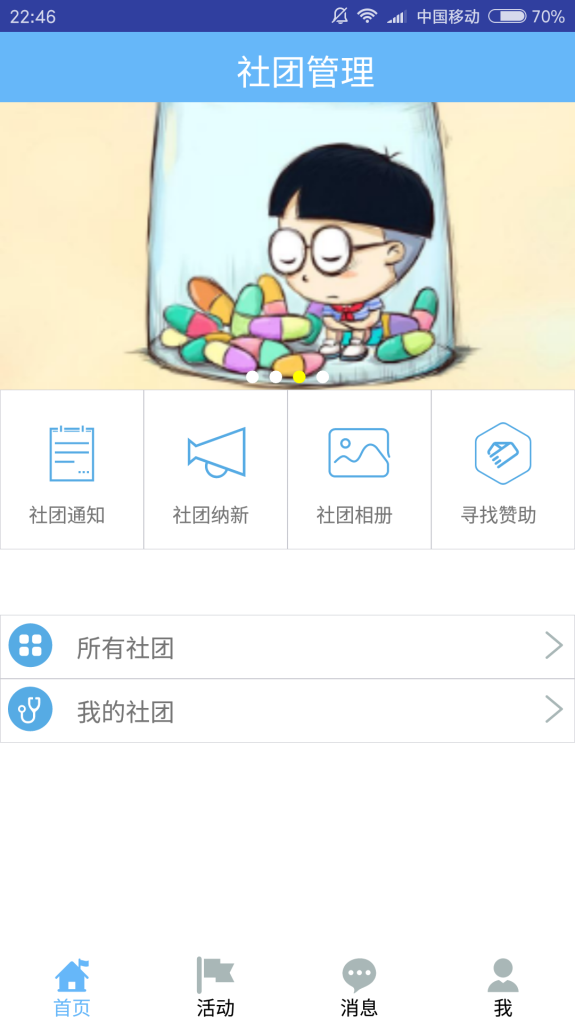 22:46 中国移动 70%
社团管理
社团通知 社团纳新 社团相册 寻找赞助
所有社团
我的社团
首页 活动 消息 我